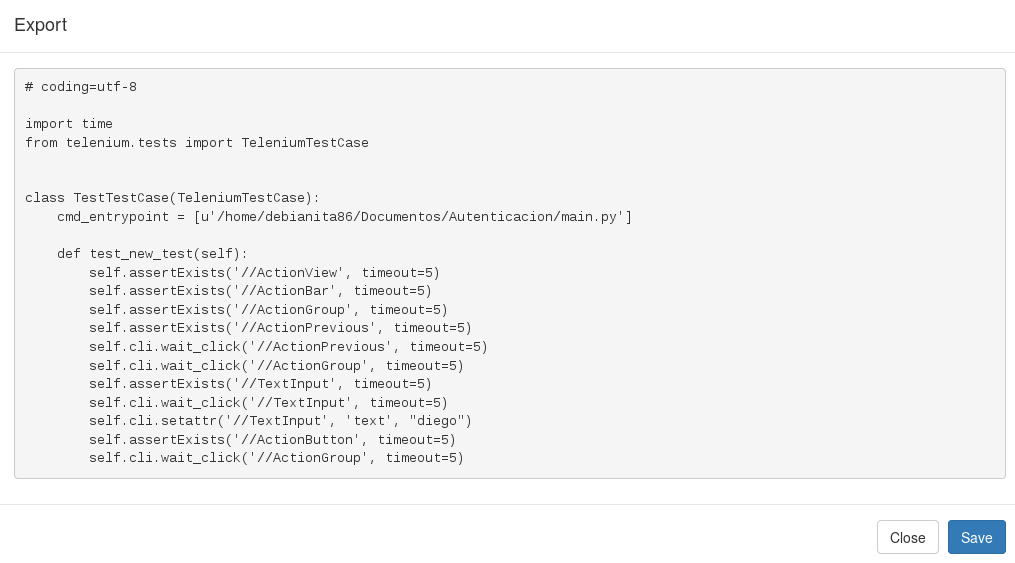 Export
# coding=utf-8
import time
from telenium.tests import TeleniumTestCase
class TestTestCase(TeleniumTestCase):
    cmd_entrypoint = [u'/home/debianita86/Documentos/Autenticacion/main.py']
    def test_new_test(self):
        self.assertExists('//ActionView', timeout=5)
        self.assertExists('//ActionBar', timeout=5)
        self.assertExists('//ActionGroup', timeout=5)
        self.assertExists('//ActionPrevious', timeout=5)
        self.cli.wait_click('//ActionPrevious', timeout=5)
        self.cli.wait_click('//ActionGroup', timeout=5)
        self.assertExists('//TextInput', timeout=5)
        self.cli.wait_click('//TextInput', timeout=5)
        self.cli.setattr('//TextInput', 'text', "diego")
        self.assertExists('//ActionButton', timeout=5)
        self.cli.wait_click('//ActionGroup', timeout=5)
Close
Save